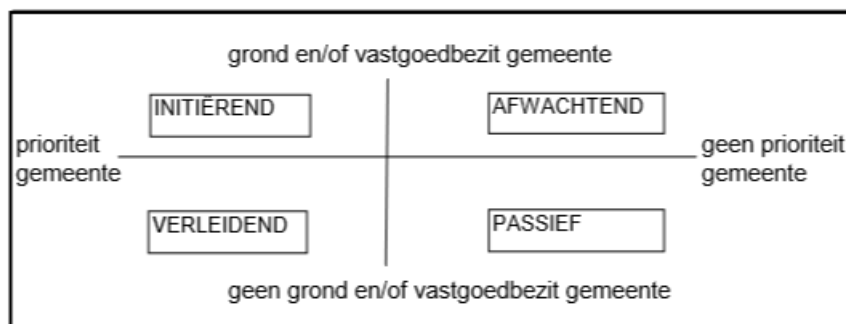 grond en/of vastgoedbezit gemeente
INITIËREND
AFWACHTEND
prioriteit
gemeente
geen prioriteit
gemeente
VERLEIDEND
PASSIEF
geen grond en/of vastgoedbezit gemeente